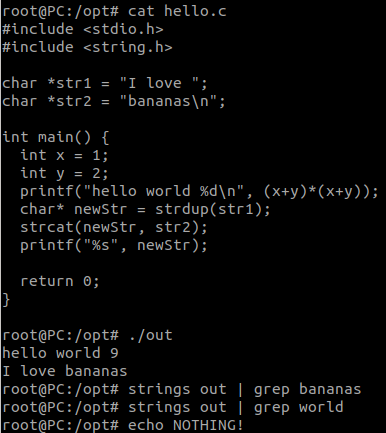 root@PC:/opt# cat hello.c
#include <stdio.h>
#include <string.h>

char *str1 = "I love ";
char *str2 = "bananas\n";

int main() {
  int x = 1;
  int y = 2;
  printf("hello world %d\n", (x+y)*(x+y));
  char* newStr = strdup(str1);
  strcat(newStr, str2);
  printf("%s", newStr);

  return 0;
}

root@PC:/opt# ./out
hello world 9
I love bananas
root@PC:/opt# strings out | grep bananas
root@PC:/opt# strings out | grep world
root@PC:/opt# echo NOTHING!